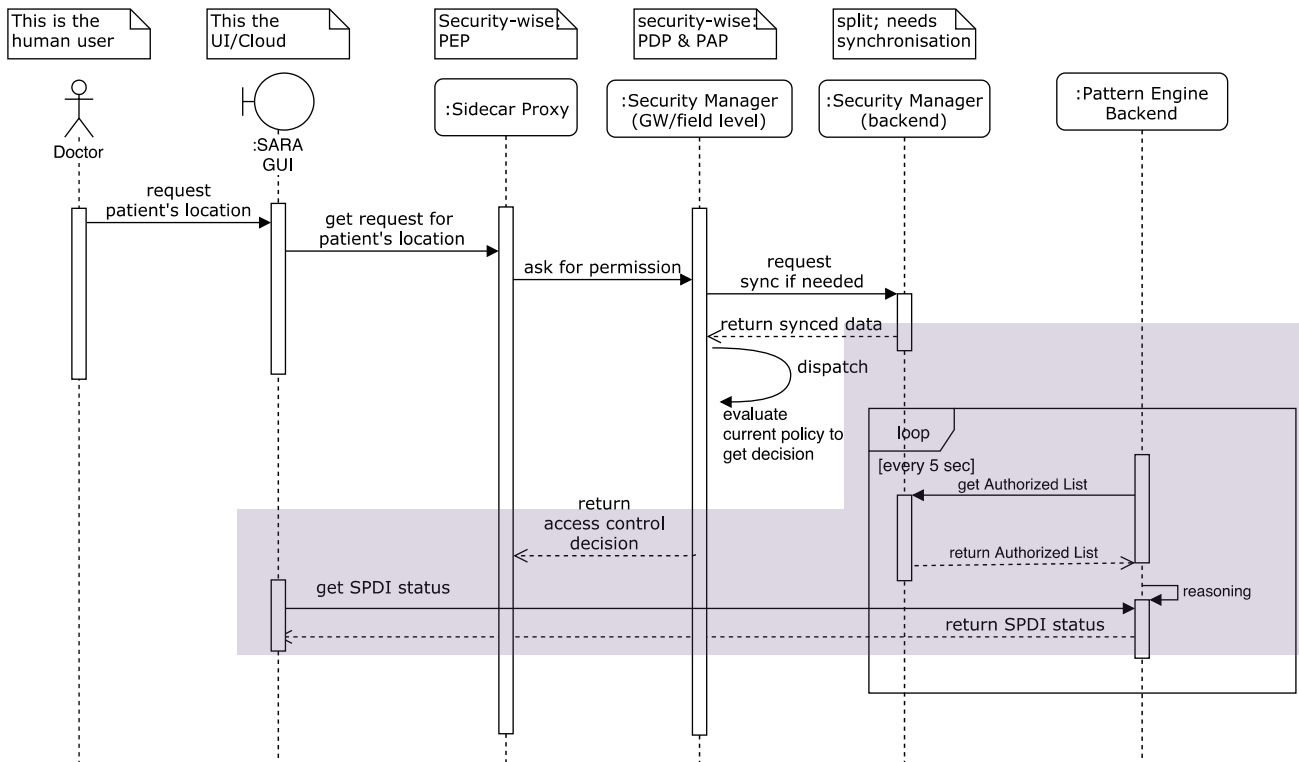 This is the
human user
This the
UI/Cloud
Security-wise:
PEP
security-wise:
PDP & PAP
split; needs
synchronisation
Doctor
:SARA
GUI
:Sidecar Proxy
:Security Manager
(GW/field level)
:Security Manager
(backend)
:Pattern Engine
Backend
request
patient's location
get request for
patient's location
ask for permission
request
sync if needed
return synced data
dispatch
evaluate
current policy to
get decision
loop
[every 5 sec]
get Authorized List
return
access control
decision
return Authorized List
reasoning
get SPDI status
return SPDI status